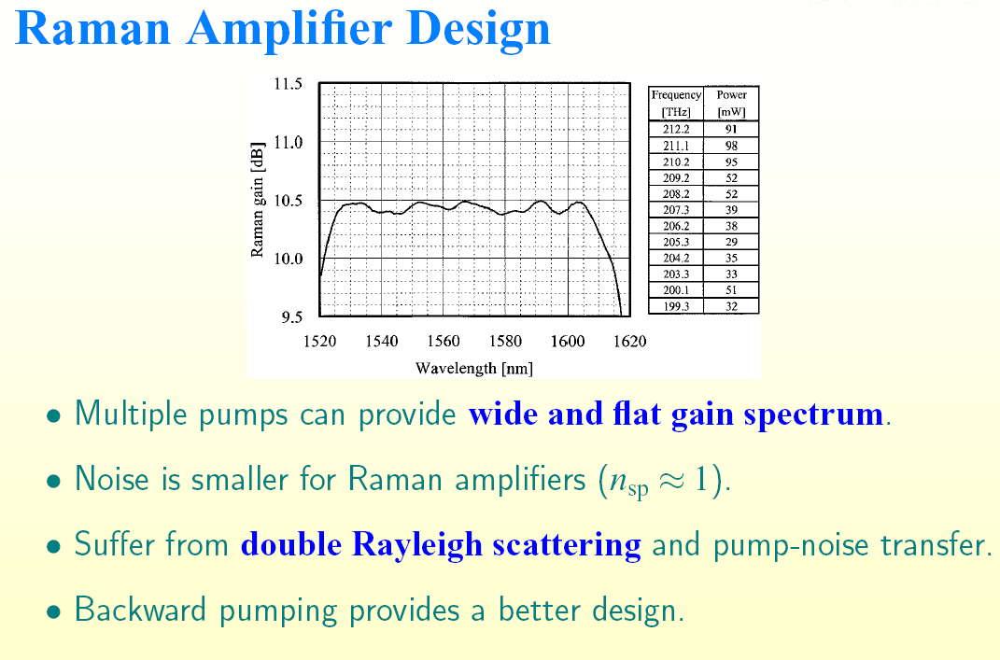 Raman Amplifier Design
11.5
11.0
10.5
10.0
9.5
Raman gain [dB]
1520 1540 1560 1580 1600 1620
Wavelength [nm]
Frequency Power
[THz] [mW]
212.2 91
211.1 98
210.2 95
209.2 52
208.2 52
207.3 39
206.2 38
205.3 29
204.2 35
203.3 33
200.1 51
199.3 32
• Multiple pumps can provide wide and flat gain spectrum.
• Noise is smaller for Raman amplifiers (nsp ≈ 1).
• Suffer from double Rayleigh scattering and pump-noise transfer.
• Backward pumping provides a better design.